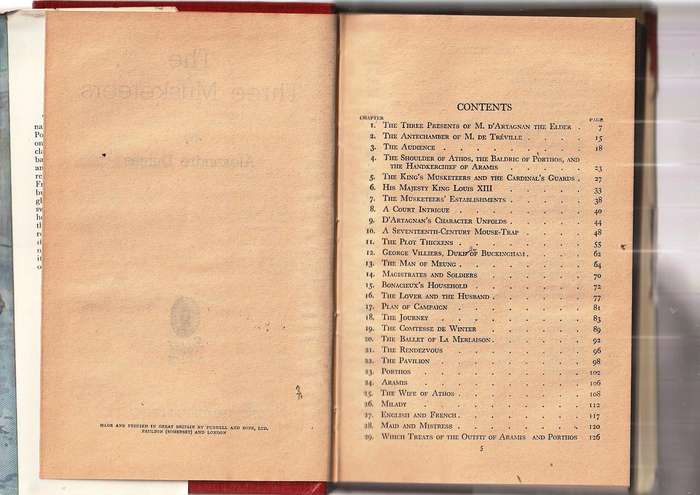 MADE AND PRINTED IN GREAT BRITAIN BY PURNELL AND SONS, LTD.
PAULTON (SOMERSET) AND LONDON
CONTENTS
CHAPTER PAGE
1. THE THREE PRESENTS OF M. D'ARTAGNAN THE ELDER . 7
2. THE ANTECHAMBER OF M. DE TRÉVILLE . . 15
3. THE AUDIENCE . . 18
4. THE SHOULDER OF ATHOS, THE BALDRIC OF PORTHOS, AND
THE HANDKERCHIEF OF ARAMIS . . 23
5. THE KING'S MUSKETEERS AND THE CARDINAL'S GUARDS . 27
6. HIS MAJESTY KING LOUIS XIII . . 33
7. THE MUSKETEERS' ESTABLISHMENTS . . 38
8. A COURT INTRIGUE . . 40
9. D'ARTAGNAN'S CHARACTER UNFOLDS . . 44
10. A SEVENTEENTH-CENTURY MOUSE-TRAP . . 48
11. THE PLOT THICKENS . . 55
12. GEORGE VILLIERS, DUKE OF BUCKINGHAM . . 62
13. THE MAN OF MEUNG . . 64
14. MAGISTRATES AND SOLDIERS . . 70
15. BONACIEUX'S HOUSEHOLD . . 72
16. THE LOVER AND THE HUSBAND . . 77
17. PLAN OF CAMPAIGN . . 81
18. THE JOURNEY . . 83
19. THE COMTESSE DE WINTER . . 89
20. THE BALLET OF LA MERLAISON . . 92
21. THE RENDEZVOUS . . 96
22. THE PAVILION . . 98
23. PORTHOS . . 102
24. ARAMIS . . 106
25. THE WIFE OF ATHOS . . 108
26. MILADY . . 112
27. ENGLISH AND FRENCH . . 117
28. MAID AND MISTRESS . . 120
29. WHICH TREATS OF THE OUTFIT OF ARAMIS AND PORTHOS 126
5